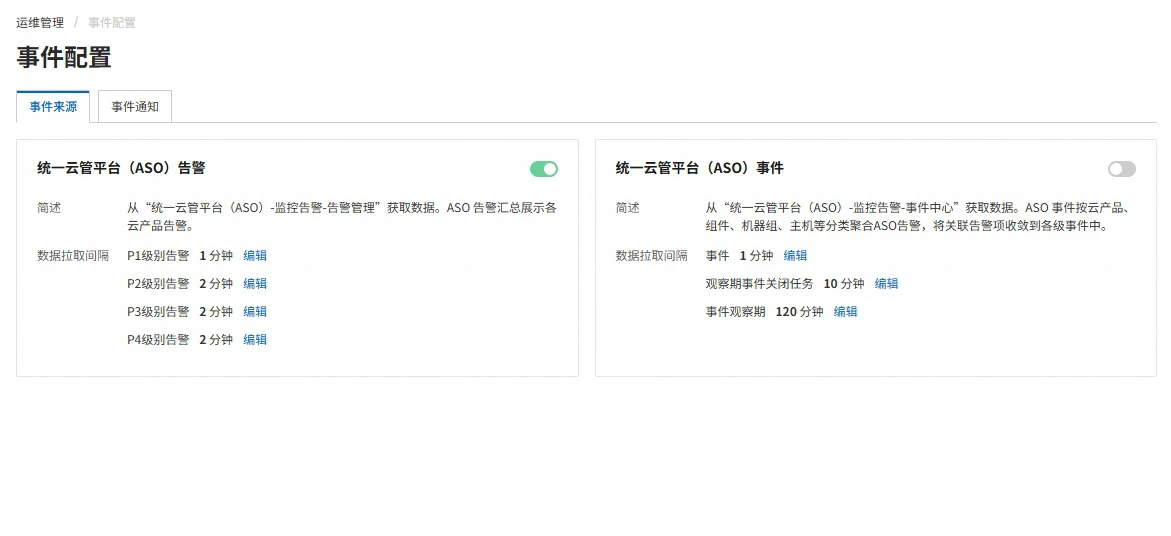 运维管理 / 事件配置
事件配置
事件来源 事件通知
统一云管平台（ASO）告警
简述 从“统一云管平台（ASO）-监控告警-告警管理”获取数据。ASO 告警汇总展示各
云产品告警。
数据拉取间隔 P1级别告警 1 分钟 编辑
P2级别告警 2 分钟 编辑
P3级别告警 2 分钟 编辑
P4级别告警 2 分钟 编辑
统一云管平台（ASO）事件
简述 从“统一云管平台（ASO）-监控告警-事件中心”获取数据。ASO 事件按云产品、
组件、机器组、主机等分类聚合ASO告警，将关联告警项收敛到各级事件中。
数据拉取间隔 事件 1 分钟 编辑
观察期事件关闭任务 10 分钟 编辑
事件观察期 120 分钟 编辑